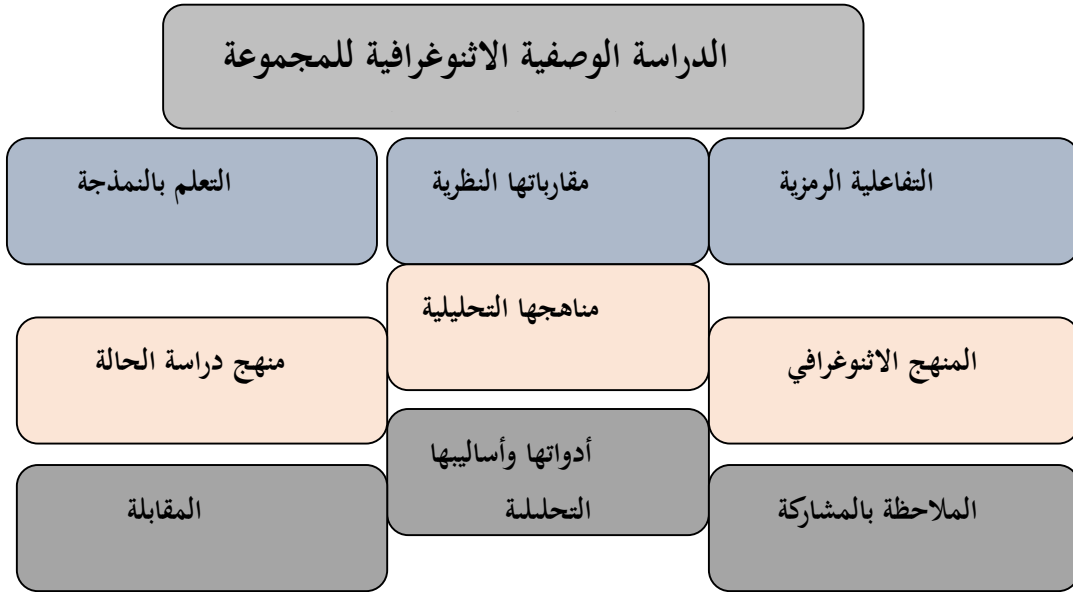 الدراسة الوصفية الاثنوغرافية للمجموعة
التفاعلية الرمزية
مقارباتها النظرية
التعلم بالنمذجة
مناهجها التحليلية
المنهج الاثنوغرافي
منهج دراسة الحالة
أدواتها وأساليبها
التحليلية
الملاحظة بالمشاركة
المقابلة